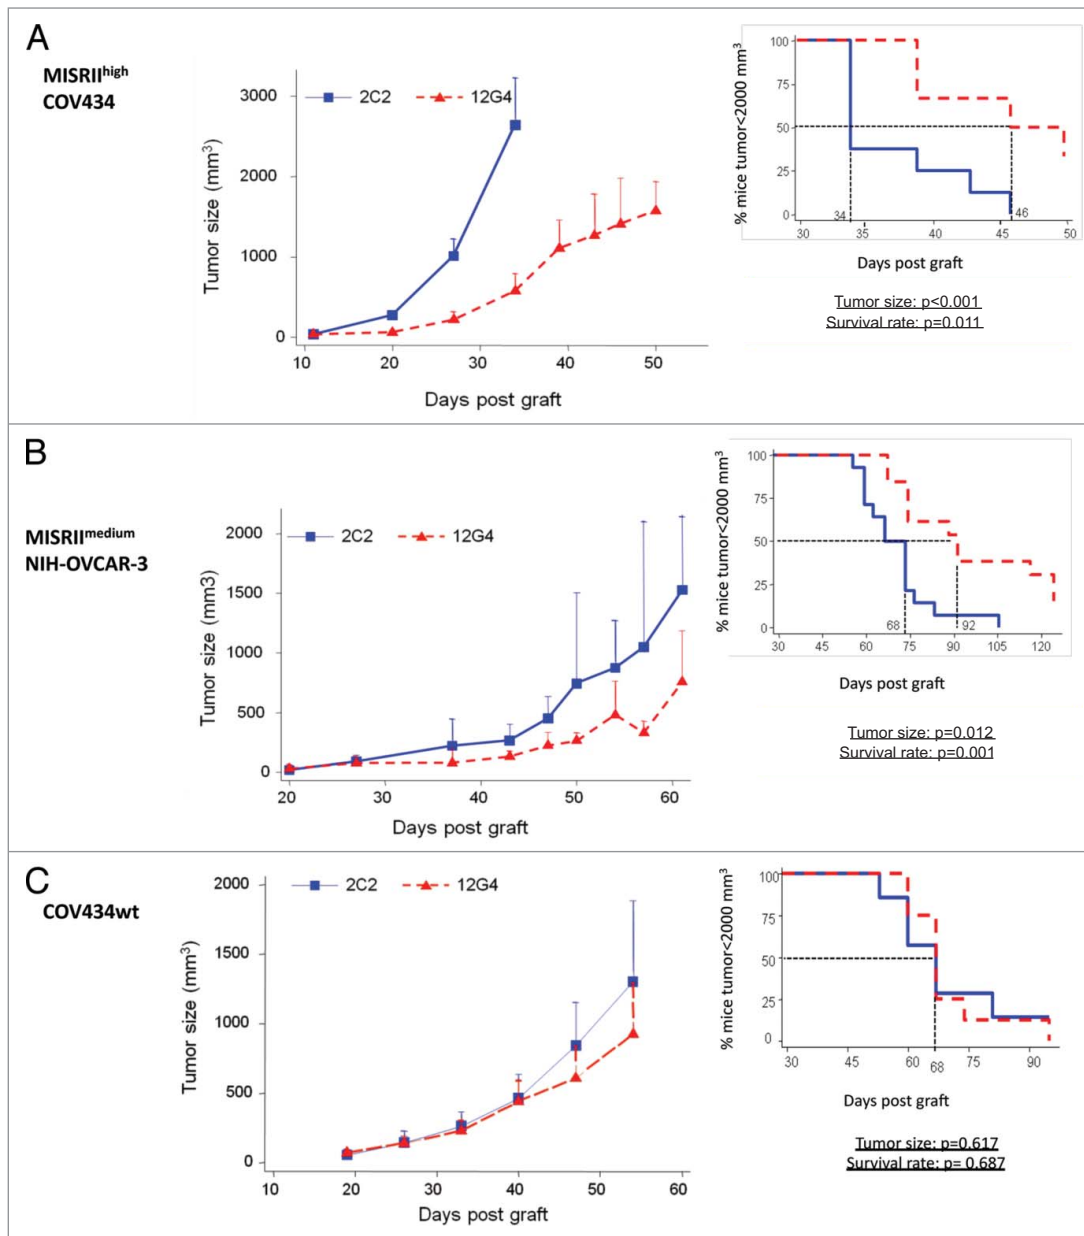 A
MISRIIhigh
COV434
2C2
12G4
Tumor size (mm3)
3000
2000
1000
0
10
20
30
40
50
Days post graft
% mice tumor<2000 mm3
100
75
50
25
0
34
46
30
35
40
45
50
Days post graft
Tumor size: p<0.001
Survival rate: p=0.011
B
MISRIImedium
NIH-OVCAR-3
2C2
12G4
Tumor size (mm3)
2000
1500
1000
500
0
20
30
40
50
60
Days post graft
% mice tumor<2000 mm3
100
75
50
25
0
68
92
30
45
60
75
90
105
120
Days post graft
Tumor size: p=0.012
Survival rate: p=0.001
C
COV434wt
2C2
12G4
Tumor size (mm3)
2000
1500
1000
500
0
10
20
30
40
50
60
Days post graft
% mice tumor<2000 mm3
100
75
50
25
0
30
45
60
68
75
90
Days post graft
Tumor size: p=0.617
Survival rate: p= 0.687